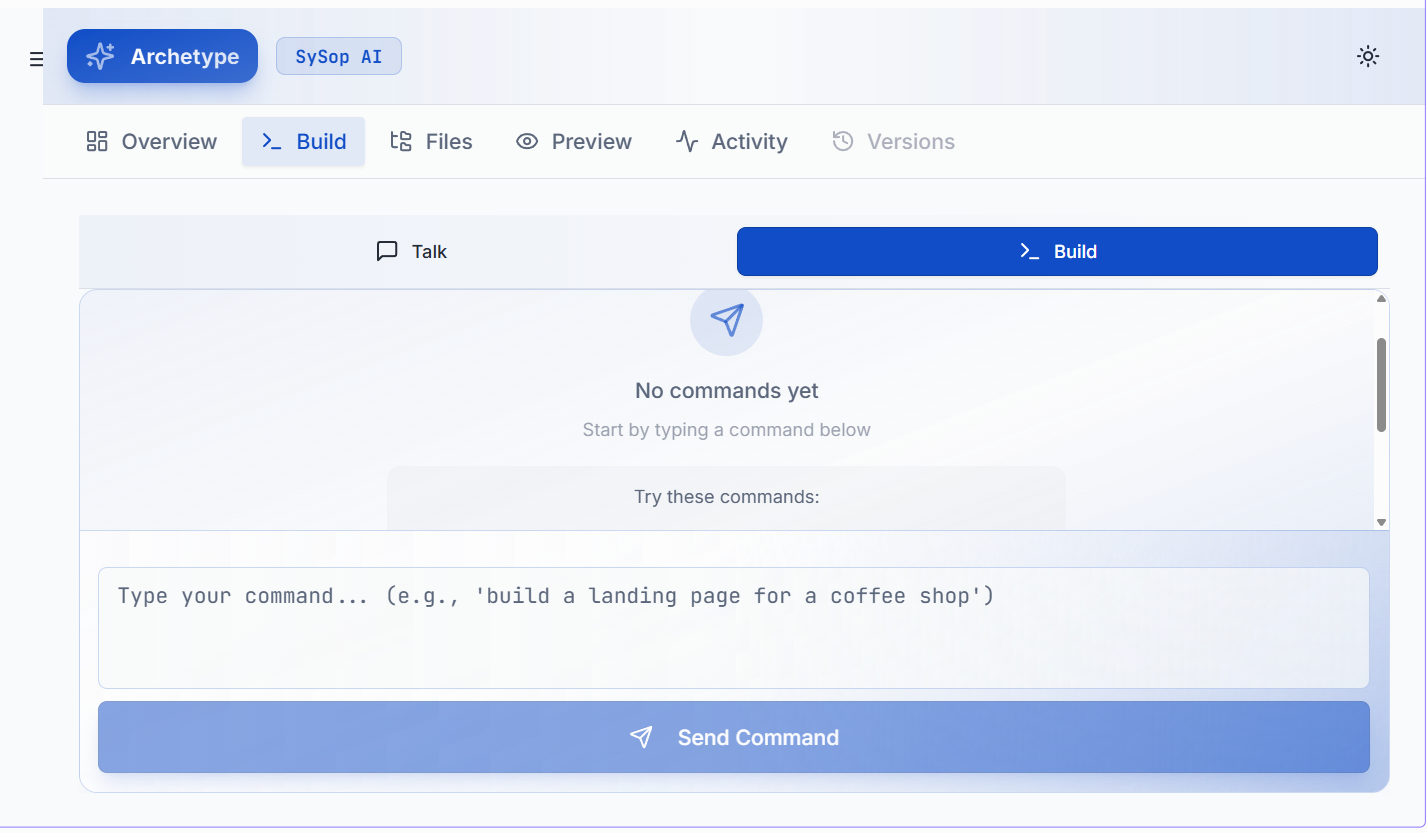 Archetype
SySop AI
Overview
Build
Files
Preview
Activity
Versions
Talk
Build
No commands yet
Start by typing a command below
Try these commands:
Type your command... (e.g., 'build a landing page for a coffee shop')
Send Command